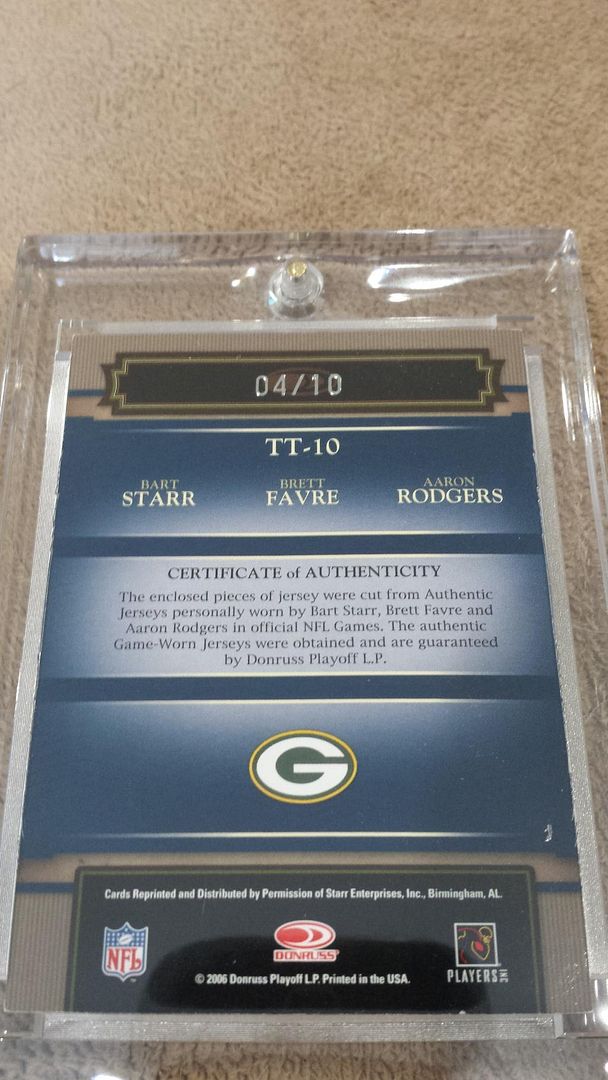 04/10
TT-10
BART STARR
BRETT FAVRE
AARON RODGERS
CERTIFICATE of AUTHENTICITY
The enclosed pieces of jersey were cut from Authentic
Jerseys personally worn by Bart Starr, Brett Favre and
Aaron Rodgers in official NFL Games. The authentic
Game-Worn Jerseys were obtained and are guaranteed
by Donruss Playoff L.P.
G
Cards Reprinted and Distributed by Permission of Starr Enterprises, Inc., Birmingham, AL.
NFL
DONRUSS
PLAYERS INC
© 2006 Donruss Playoff L.P. Printed in the USA.